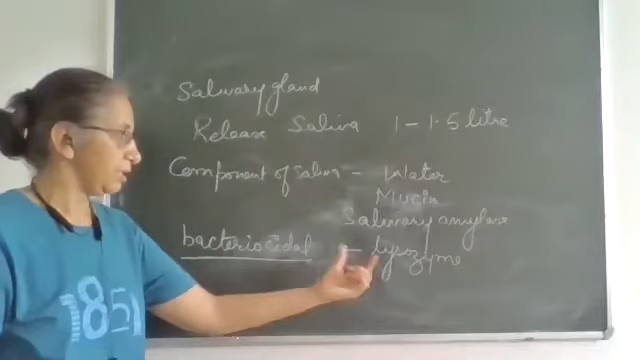 Salivary gland
Release Saliva 1 - 1.5 litre
Component of Saliva - Water
Mucin
Salivary amylase
bacteriocidal - lysozyme
1851